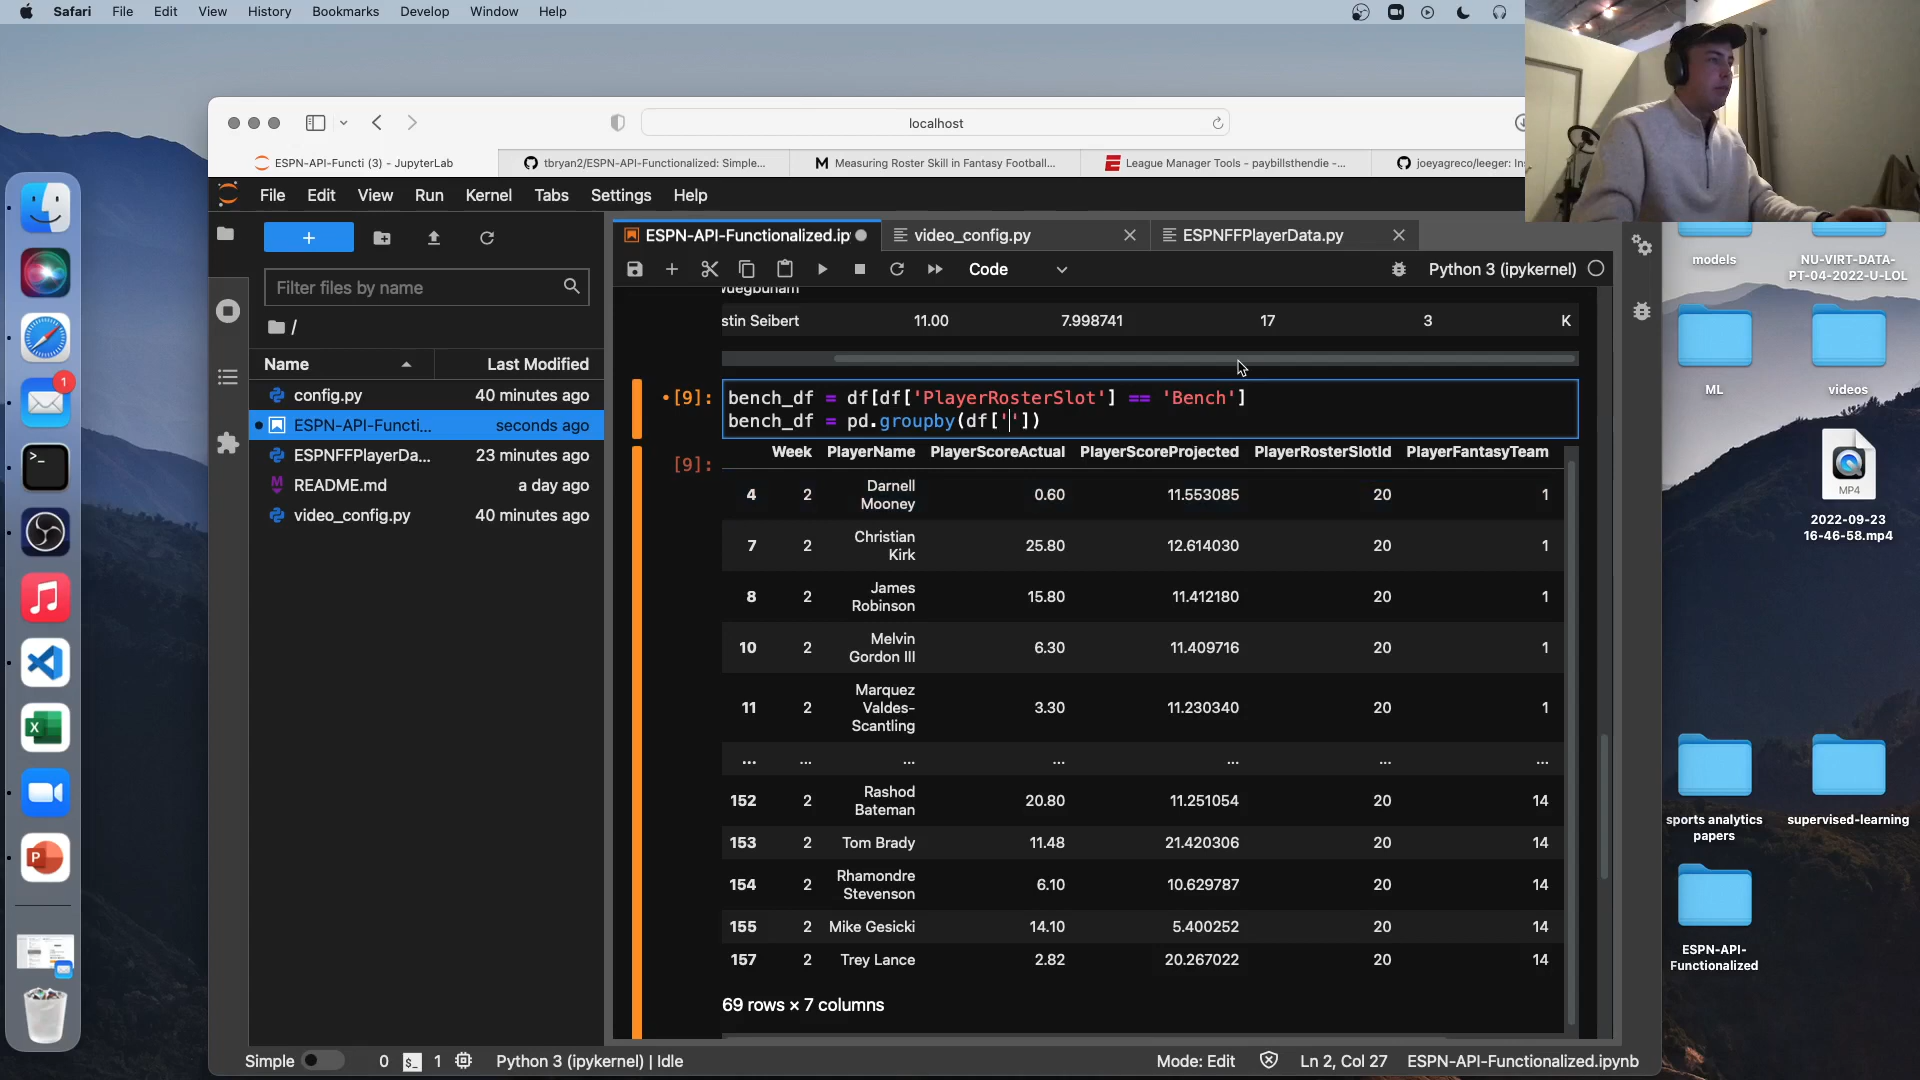 Safari File Edit View History Bookmarks Develop Window Help
localhost
ESPN-API-Functi (3) - JupyterLab
tbryan2/ESPN-API-Functionalized: Simple...
Measuring Roster Skill in Fantasy Football...
League Manager Tools - paybillsthendie -...
joeyagreco/leeger: Ins
File Edit View Run Kernel Tabs Settings Help
ESPN-API-Functionalized.ip
video_config.py
ESPNFFPlayerData.py
Code
Python 3 (ipykernel)
Filter files by name
/
Name Last Modified
config.py 40 minutes ago
ESPN-API-Functi... seconds ago
ESPNFFPlayerDa... 23 minutes ago
README.md a day ago
video_config.py 40 minutes ago
stin Seibert 11.00 7.998741 17 3 K
[9]: bench_df = df[df['PlayerRosterSlot'] == 'Bench']
bench_df = pd.groupby(df[''])
[9]:
Week PlayerName PlayerScoreActual PlayerScoreProjected PlayerRosterSlotId PlayerFantasyTeam
4 2 Darnell Mooney 0.60 11.553085 20 1
7 2 Christian Kirk 25.80 12.614030 20 1
8 2 James Robinson 15.80 11.412180 20 1
10 2 Melvin Gordon III 6.30 11.409716 20 1
11 2 Marquez Valdes-Scantling 3.30 11.230340 20 1
... ... ... ... ... ... ...
152 2 Rashod Bateman 20.80 11.251054 20 14
153 2 Tom Brady 11.48 21.420306 20 14
154 2 Rhamondre Stevenson 6.10 10.629787 20 14
155 2 Mike Gesicki 14.10 5.400252 20 14
157 2 Trey Lance 2.82 20.267022 20 14
69 rows × 7 columns
Simple 0 1 Python 3 (ipykernel) | Idle
Mode: Edit Ln 2, Col 27 ESPN-API-Functionalized.ipynb
models
NU-VIRT-DATA-
PT-04-2022-U-LOL
ML
videos
MP4
2022-09-23
16-46-58.mp4
sports analytics
papers
supervised-learning
ESPN-API-
Functionalized
1